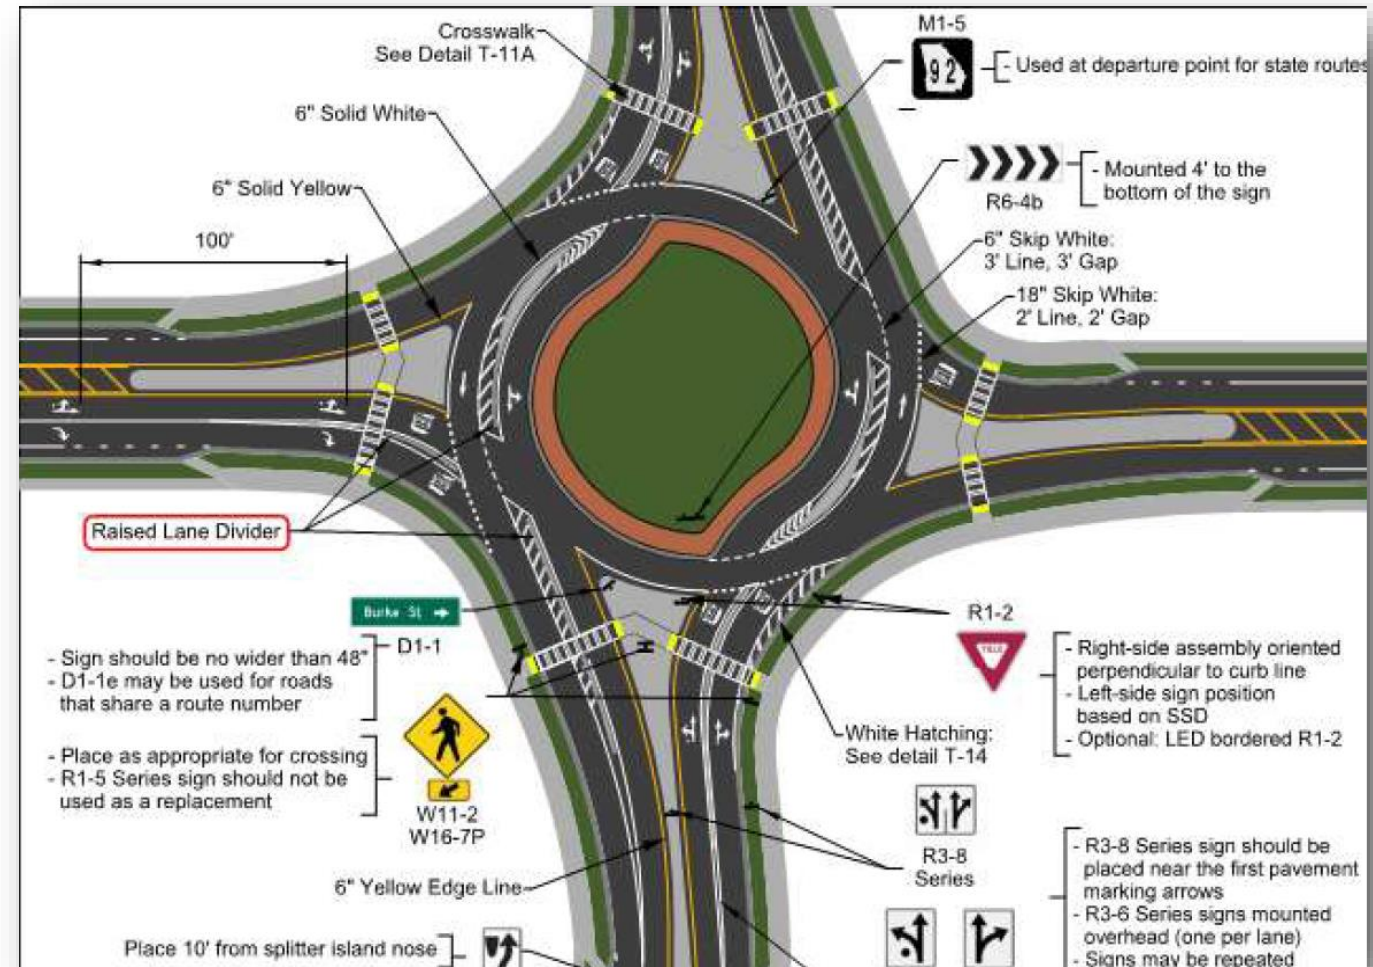 Crosswalk
See Detail T-11A
M1-5
92
- Used at departure point for state routes
6" Solid White
6" Solid Yellow
100'
R6-4b
- Mounted 4' to the
bottom of the sign
6" Skip White:
3' Line, 3' Gap
18" Skip White:
2' Line, 2' Gap
Raised Lane Divider
Burke St
D1-1
- Sign should be no wider than 48"
- D1-1e may be used for roads
that share a route number
- Place as appropriate for crossing
- R1-5 Series sign should not be
used as a replacement
W11-2
W16-7P
R1-2
YIELD
- Right-side assembly oriented
perpendicular to curb line
- Left-side sign position
based on SSD
- Optional: LED bordered R1-2
White Hatching:
See detail T-14
R3-8
Series
6" Yellow Edge Line
- R3-8 Series sign should be
placed near the first pavement
marking arrows
- R3-6 Series signs mounted
overhead (one per lane)
- Signs may be repeated
Place 10' from splitter island nose